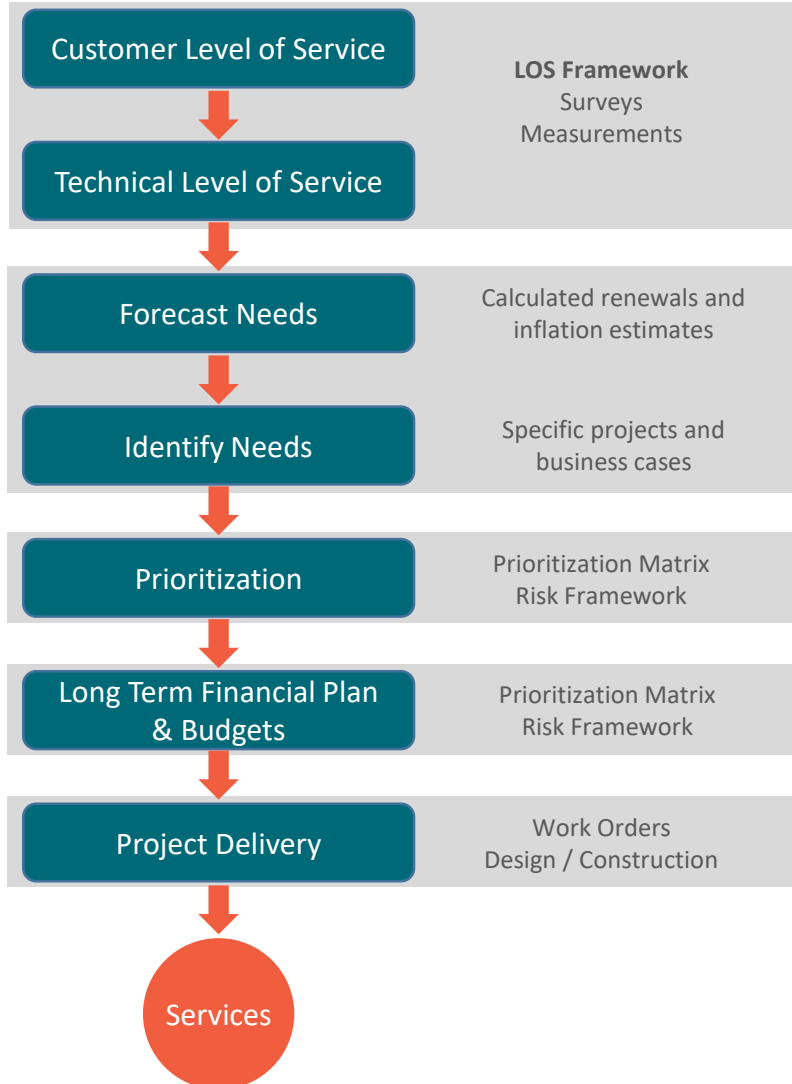 Customer Level of Service
LOS Framework
Surveys
Measurements
Technical Level of Service
Forecast Needs
Calculated renewals and
inflation estimates
Identify Needs
Specific projects and
business cases
Prioritization
Prioritization Matrix
Risk Framework
Long Term Financial Plan
& Budgets
Prioritization Matrix
Risk Framework
Project Delivery
Work Orders
Design / Construction
Services